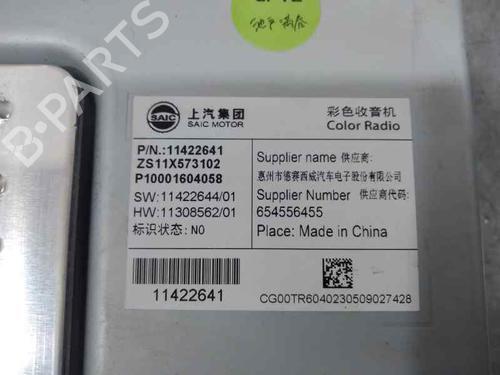 SAIC
上汽集团
SAIC MOTOR
彩色收音机
Color Radio
P/N.:11422641
ZS11X573102
P10001604058
SW:11422644/01
HW:11308562/01
标识状态: NO
Supplier name 供应商:
惠州市德赛西威汽车电子股份有限公司
Supplier Number 供应商代码:
654556455
Place: Made in China
11422641
CG00TR6040230509027428
B-PARTS